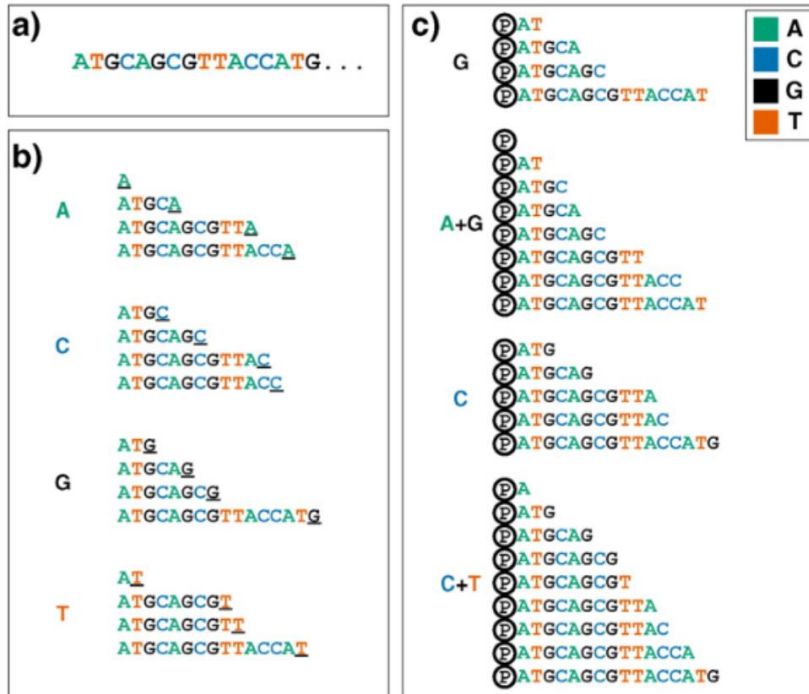 a)
ATGCAGCGTTACCATG...
b)
A
A
ATGCA
ATGCAGCGTTA
ATGCAGCGTTACCA
C
ATGC
ATGCAGC
ATGCAGCGTTAC
ATGCAGCGTTACC
G
ATG
ATGCAG
ATGCAGCG
ATGCAGCGTTACCATG
T
AT
ATGCAGCGT
ATGCAGCGTT
ATGCAGCGTTACCAT
c)
G
PAT
PATGCA
PATGCAGC
PATGCAGCGTTACCAT
A+G
P
PAT
PATGC
PATGCA
PATGCAGC
PATGCAGCGTT
PATGCAGCGTTACC
PATGCAGCGTTACCAT
C
PATG
PATGCAG
PATGCAGCGTTA
PATGCAGCGTTAC
PATGCAGCGTTACCATG
C+T
PA
PATG
PATGCAG
PATGCAGCG
PATGCAGCGT
PATGCAGCGTTA
PATGCAGCGTTAC
PATGCAGCGTTACCA
PATGCAGCGTTACCATG
A
C
G
T